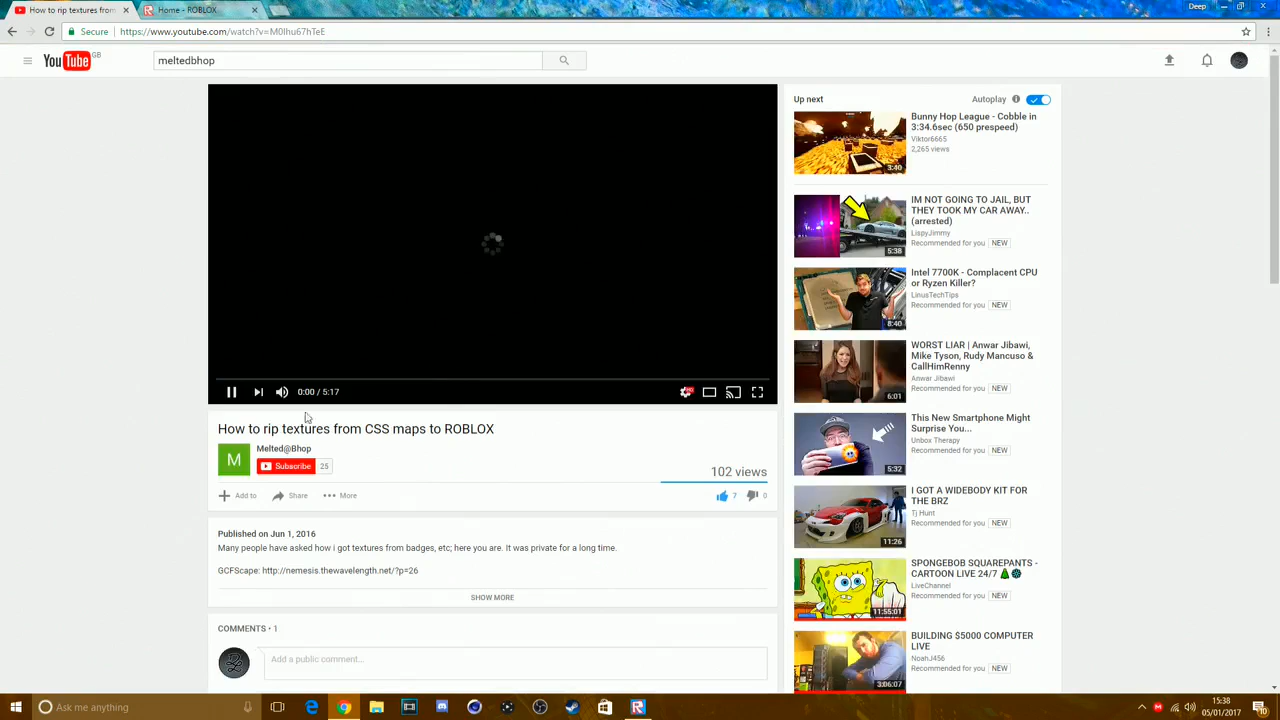 How to rip textures from
Home - ROBLOX
Deep
Secure
https://www.youtube.com/watch?v=M0lhu67hTeE
YouTube GB
meltedbhop
0:00 / 5:17
HD
How to rip textures from CSS maps to ROBLOX
M
Melted@Bhop
Subscribe 25
102 views
Add to
Share
More
7
0
Published on Jun 1, 2016
Many people have asked how i got textures from badges, etc; here you are. It was private for a long time.
GCFScape: http://nemesis.thewavelength.net/?p=26
SHOW MORE
COMMENTS • 1
Add a public comment...
Up next
Autoplay
Bunny Hop League - Cobble in
3:34.6sec (650 prespeed)
Viktor6665
2,265 views
3:40
IM NOT GOING TO JAIL, BUT
THEY TOOK MY CAR AWAY..
(arrested)
LispyJimmy
Recommended for you NEW
5:38
Intel 7700K - Complacent CPU
or Ryzen Killer?
LinusTechTips
Recommended for you NEW
8:40
WORST LIAR | Anwar Jibawi,
Mike Tyson, Rudy Mancuso &
CallHimRenny
Anwar Jibawi
Recommended for you NEW
6:01
This New Smartphone Might
Surprise You...
Unbox Therapy
Recommended for you NEW
5:32
I GOT A WIDEBODY KIT FOR
THE BRZ
Tj Hunt
Recommended for you NEW
11:26
SPONGEBOB SQUAREPANTS -
CARTOON LIVE 24/7
LiveChannel
Recommended for you NEW
11:55:01
BUILDING $5000 COMPUTER
LIVE
NoahJ456
Recommended for you NEW
3:06:07
Ask me anything
15:38
05/01/2017
10